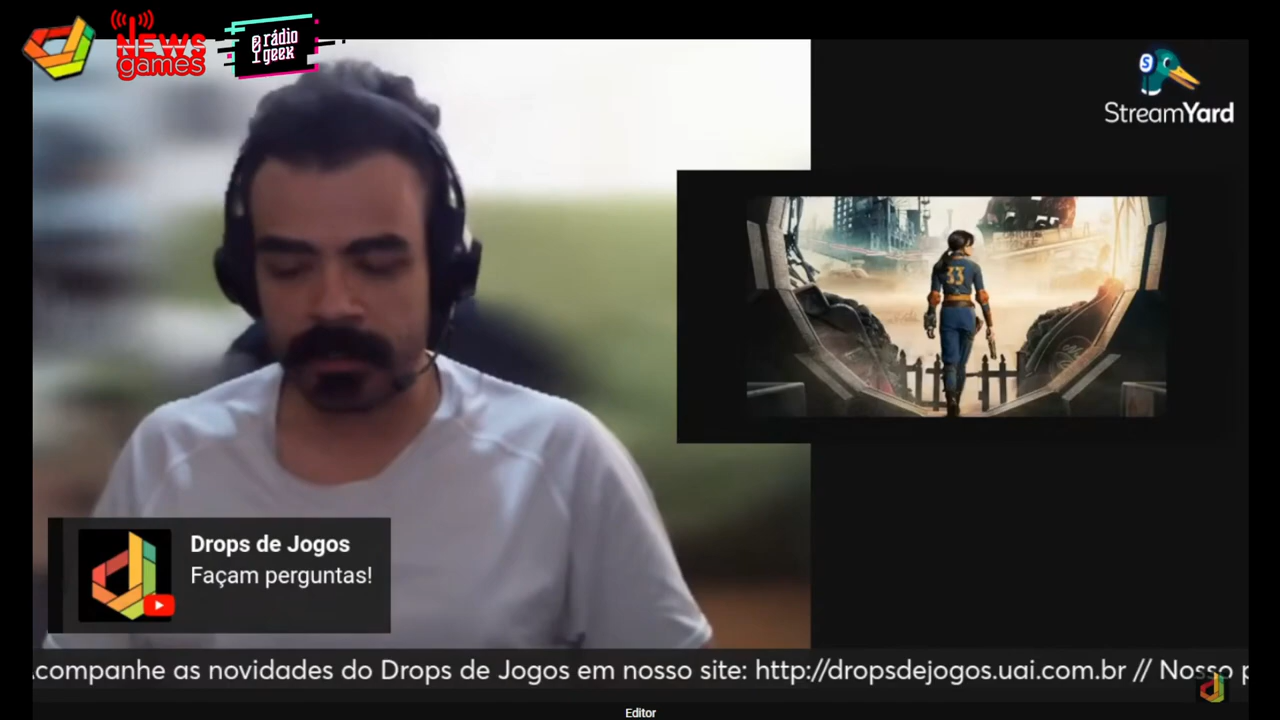 NEWS
games
rádio
geek
S
StreamYard
33
Drops de Jogos
Façam perguntas!
companhe as novidades do Drops de Jogos em nosso site: http://dropsdejogos.uai.com.br // Nosso p
Editor